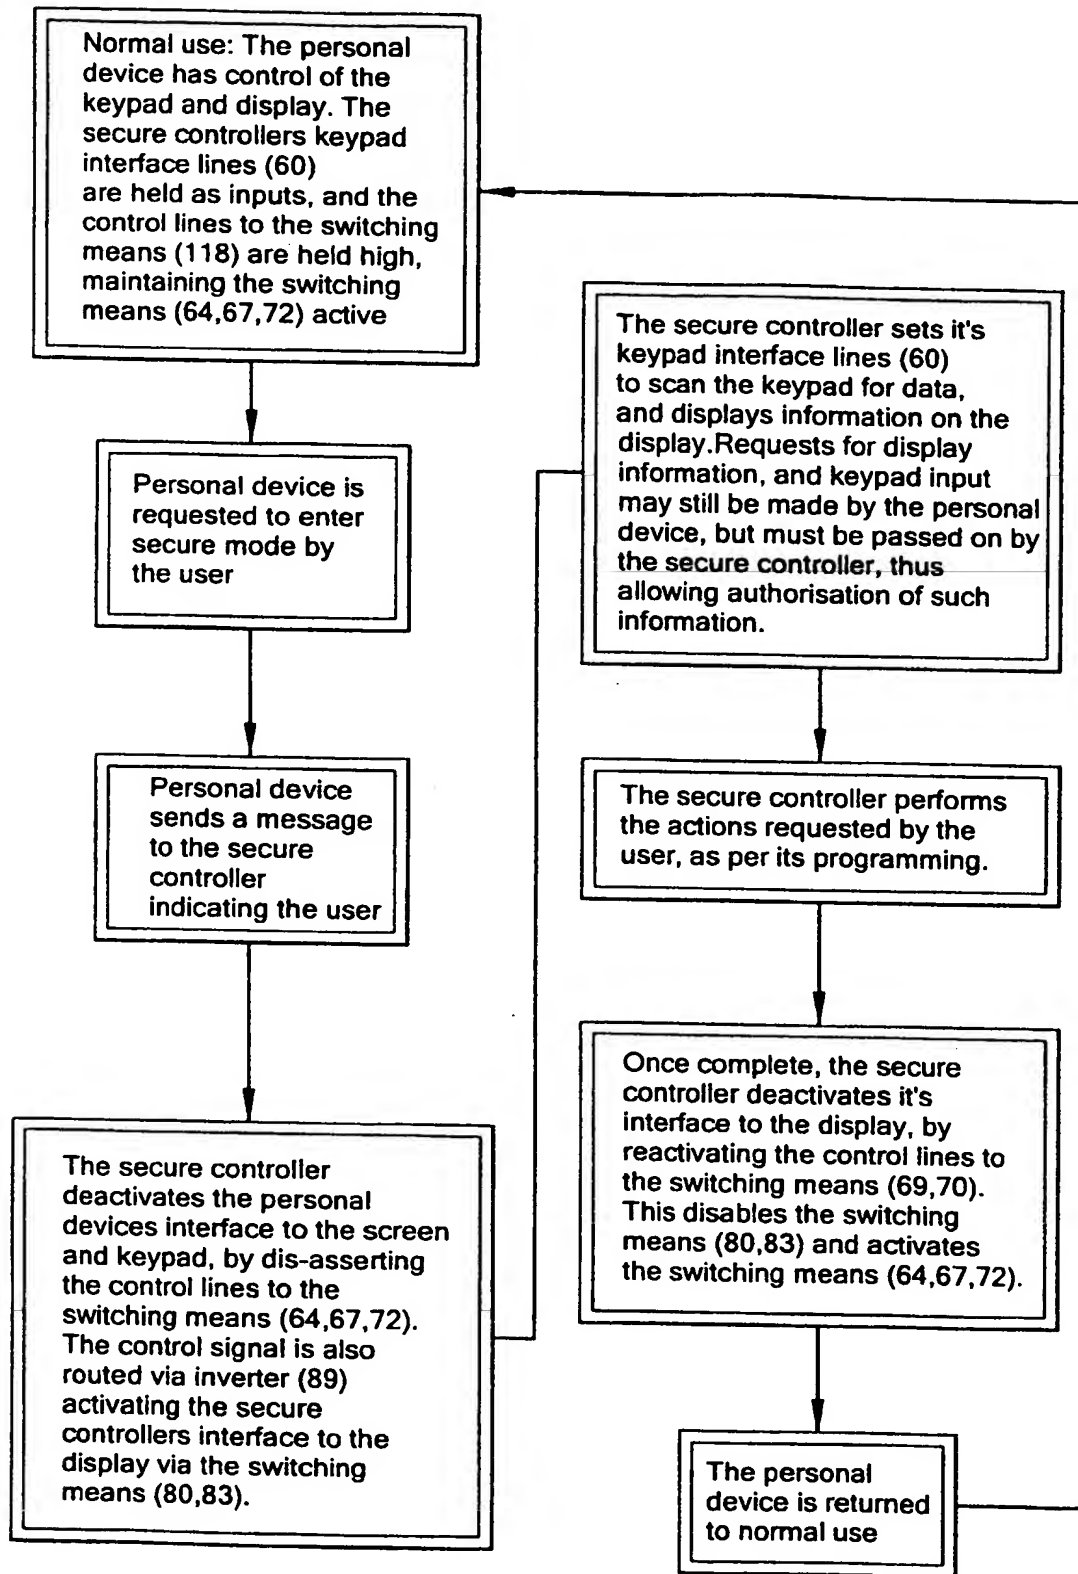 Normal use: The personal
device has control of the
keypad and display. The
secure controllers keypad
interface lines (60)
are held as inputs, and the
control lines to the switching
means (118) are held high,
maintaining the switching
means (64,67,72) active
Personal device is
requested to enter
secure mode by
the user
Personal device
sends a message
to the secure
controller
indicating the user
The secure controller
deactivates the personal
devices interface to the screen
and keypad, by dis-asserting
the control lines to the
switching means (64,67,72).
The control signal is also
routed via inverter (89)
activating the secure
controllers interface to the
display via the switching
means (80,83).
The secure controller sets it's
keypad interface lines (60)
to scan the keypad for data,
and displays information on the
display.Requests for display
information, and keypad input
may still be made by the personal
device, but must be passed on by
the secure controller, thus
allowing authorisation of such
information.
The secure controller performs
the actions requested by the
user, as per its programming.
Once complete, the secure
controller deactivates it's
interface to the display, by
reactivating the control lines to
the switching means (69,70).
This disables the switching
means (80,83) and activates
the switching means (64,67,72).
The personal
device is returned
to normal use